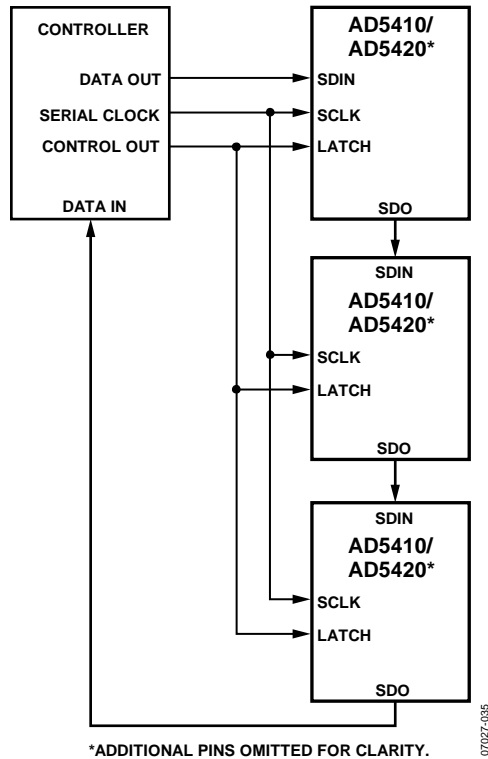 CONTROLLER
DATA OUT
SERIAL CLOCK
CONTROL OUT
DATA IN
AD5410/
AD5420*
SDIN
SCLK
LATCH
SDO
SDIN
AD5410/
AD5420*
SCLK
LATCH
SDO
SDIN
AD5410/
AD5420*
SCLK
LATCH
SDO
*ADDITIONAL PINS OMITTED FOR CLARITY.
07027-035